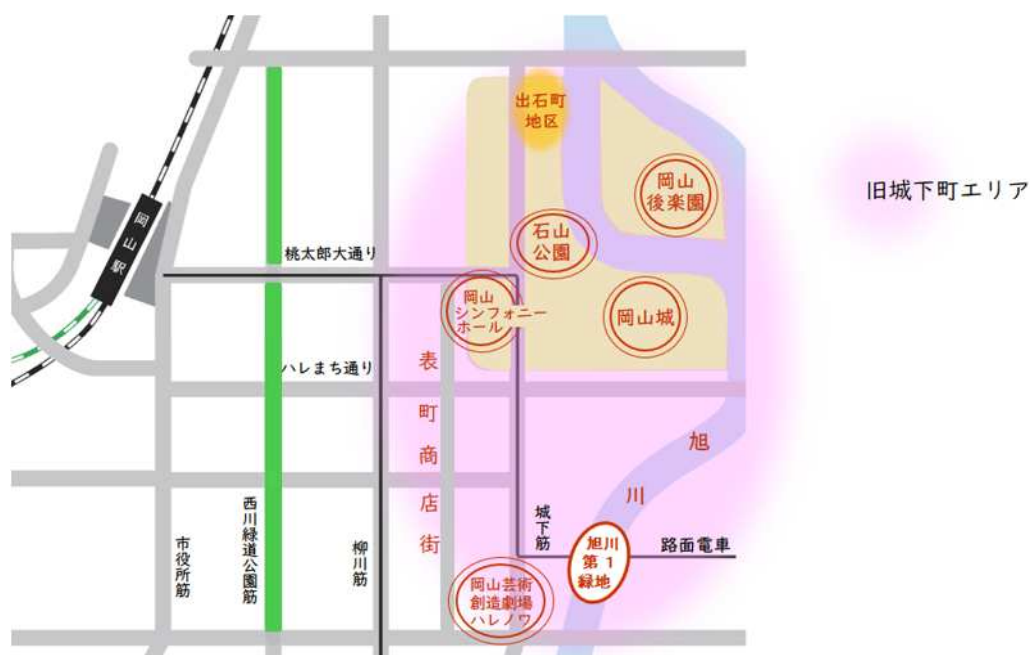 出石町
地区
岡山
後楽園
旧城下町エリア
岡山駅
石山
公園
桃太郎大通り
岡山
シンフォニー
ホール
岡山城
ハレまち通り
表町商店街
旭川
市役所筋
西川緑道公園筋
柳川筋
城下筋
旭川
第1
緑地
路面電車
岡山芸術
創造劇場
ハレノワ